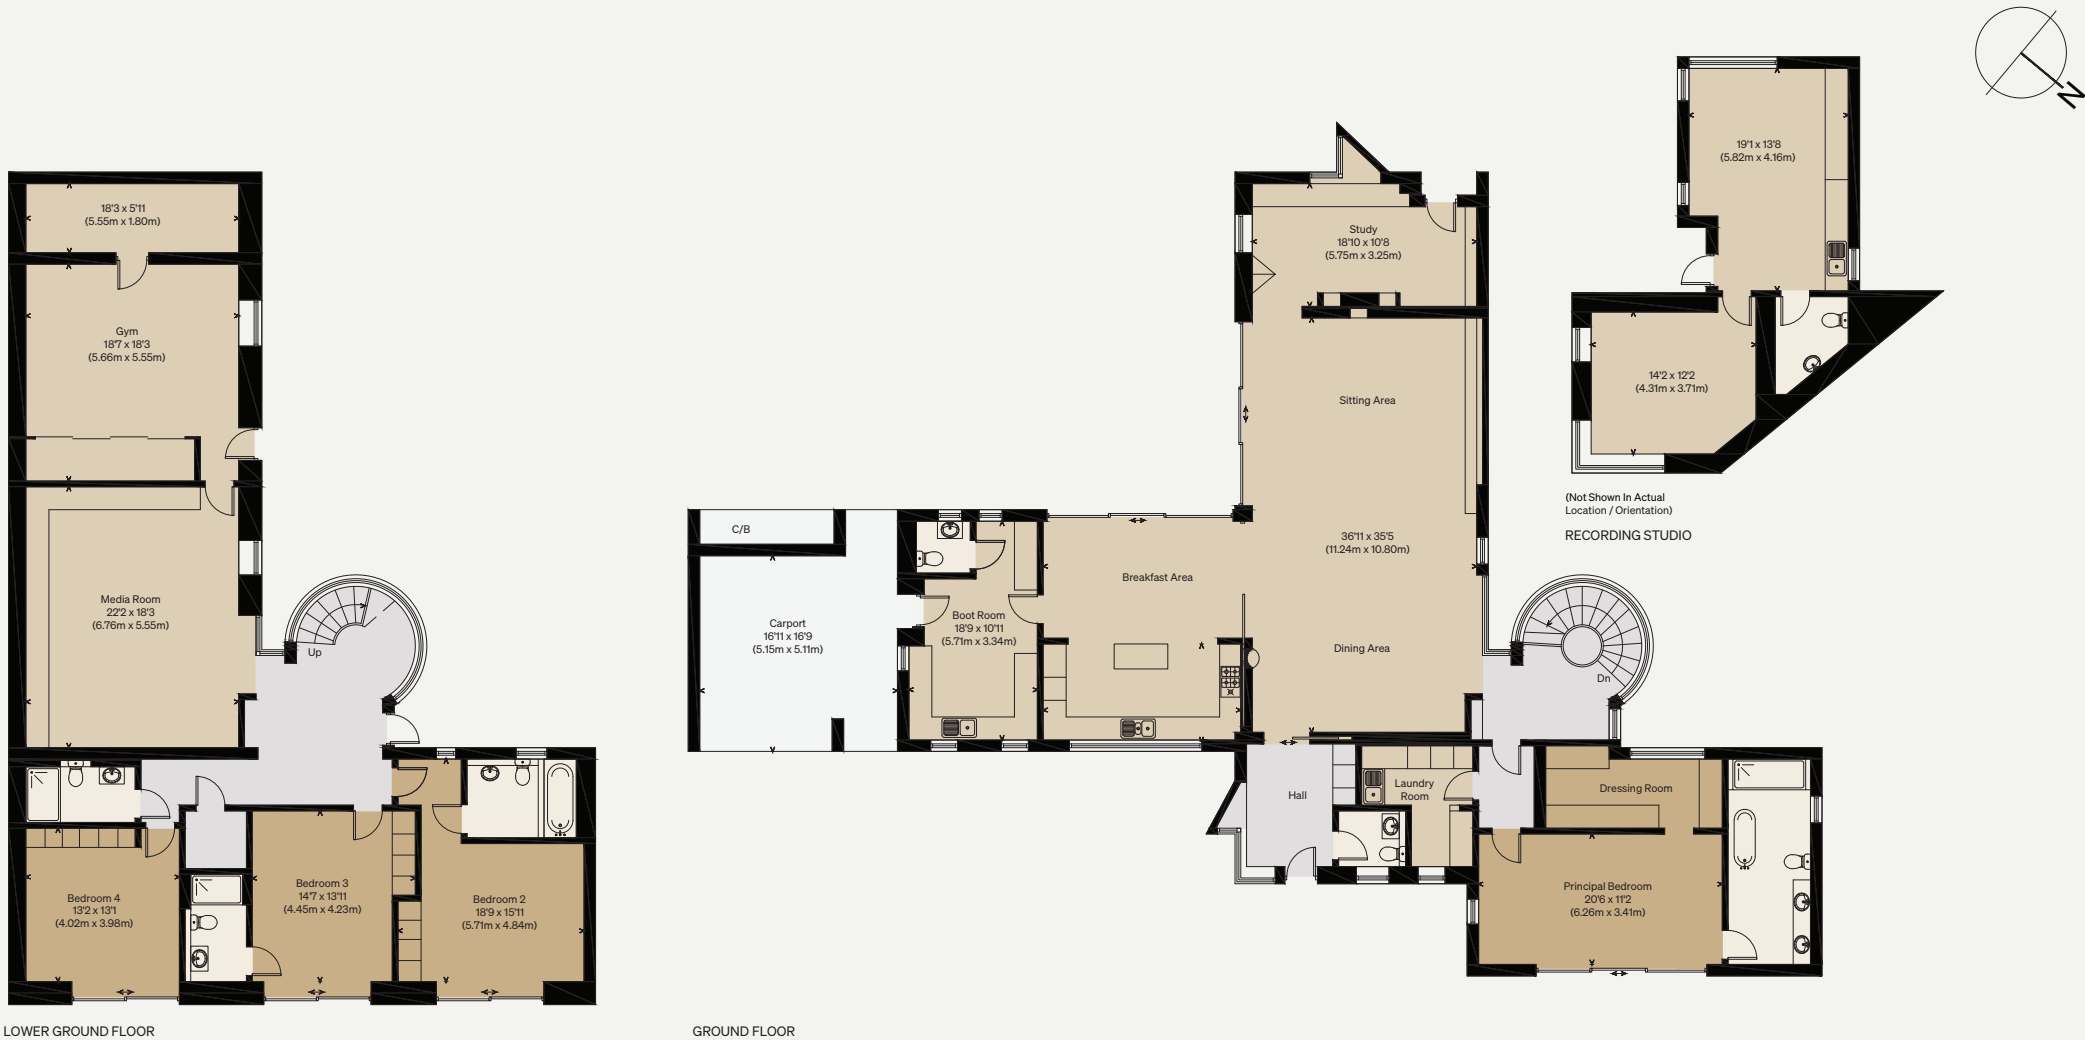 18'3 x 5'11
(5.55m x 1.80m)
Gym
18'7 x 18'3
(5.66m x 5.55m)
Media Room
22'2 x 18'3
(6.76m x 5.55m)
Up
Bedroom 4
13'2 x 13'1
(4.02m x 3.98m)
Bedroom 3
14'7 x 13'11
(4.45m x 4.23m)
Bedroom 2
18'9 x 15'11
(5.71m x 4.84m)
LOWER GROUND FLOOR
C/B
Carport
16'11 x 16'9
(5.15m x 5.11m)
Boot Room
18'9 x 10'11
(5.71m x 3.34m)
Breakfast Area
Study
18'10 x 10'8
(5.75m x 3.25m)
Sitting Area
36'11 x 35'5
(11.24m x 10.80m)
Dining Area
Dn
Hall
Laundry
Room
Dressing Room
Principal Bedroom
20'6 x 11'2
(6.26m x 3.41m)
GROUND FLOOR
19'1 x 13'8
(5.82m x 4.16m)
14'2 x 12'2
(4.31m x 3.71m)
(Not Shown In Actual
Location / Orientation)
RECORDING STUDIO
N